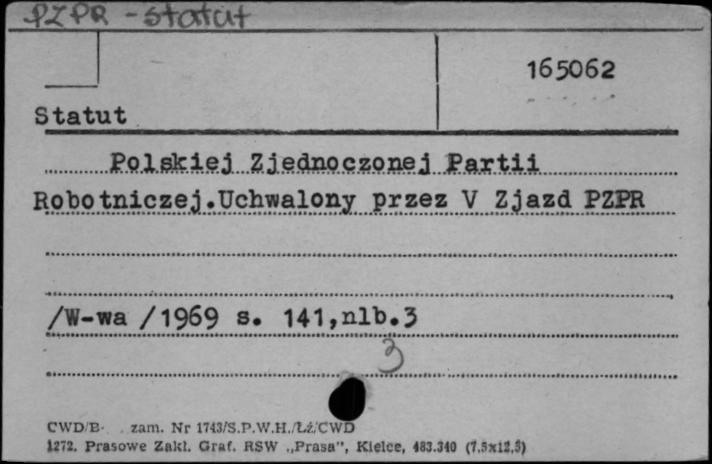 PZPR - statut
165062
Statut
Polskiej Zjednoczonej Partii
Robotniczej.Uchwalony przez V Zjazd PZPR
/W-wa /1969 s. 141,nlb.3
3
CWD/B- zam. Nr 1743/S.P.W.H./Łź/CWD
1272. Prasowe Zakł. Graf. RSW „Prasa", Kielce, 483.340 (7.5x12,5)